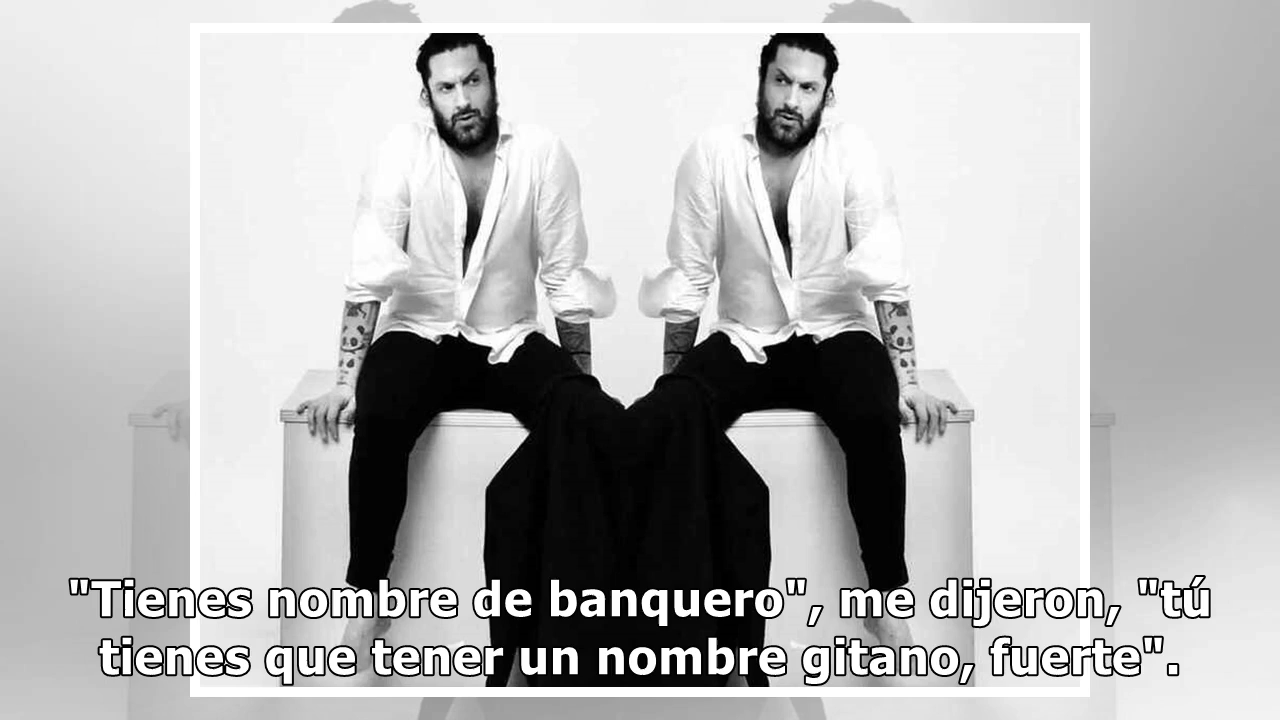 "Tienes nombre de banquero", me dijeron, "tú
tienes que tener un nombre gitano, fuerte".